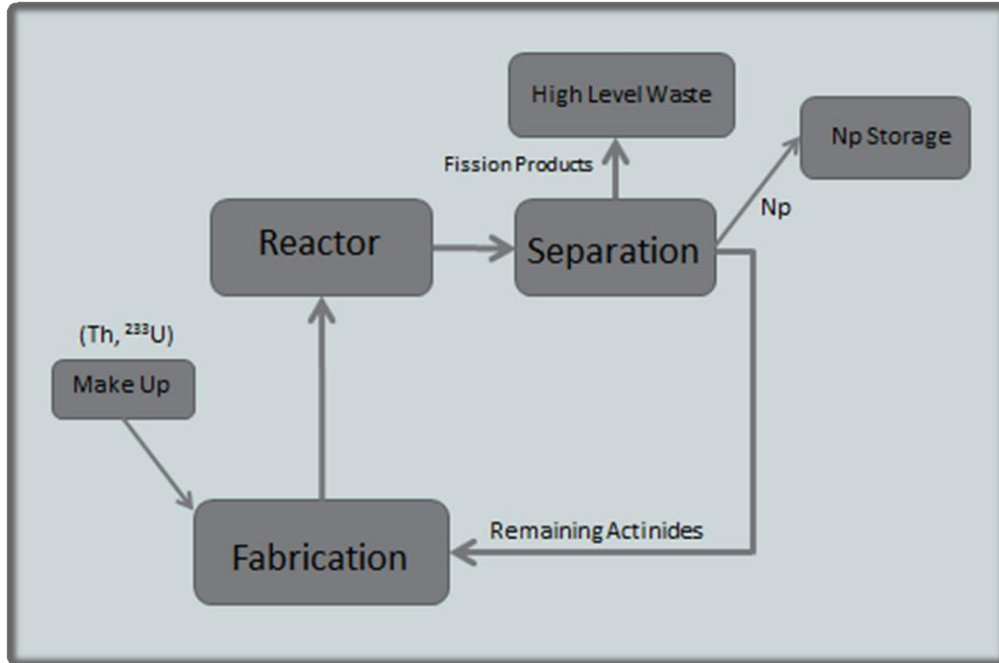 High Level Waste
Np Storage
Fission Products
Np
Reactor
Separation
(Th, ²³³U)
Make Up
Remaining Actinides
Fabrication